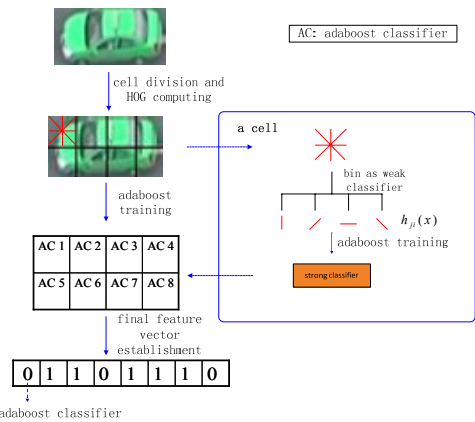 AC: adaboost classifier
cell division and
HOG computing
a cell
bin as weak
classifier
h_{ji}(x)
adaboost
training
adaboost training
AC 1 AC 2 AC 3 AC 4
AC 5 AC 6 AC 7 AC 8
strong classifier
final feature
vector
establishment
0 1 1 0 1 1 1 0
adaboost classifier